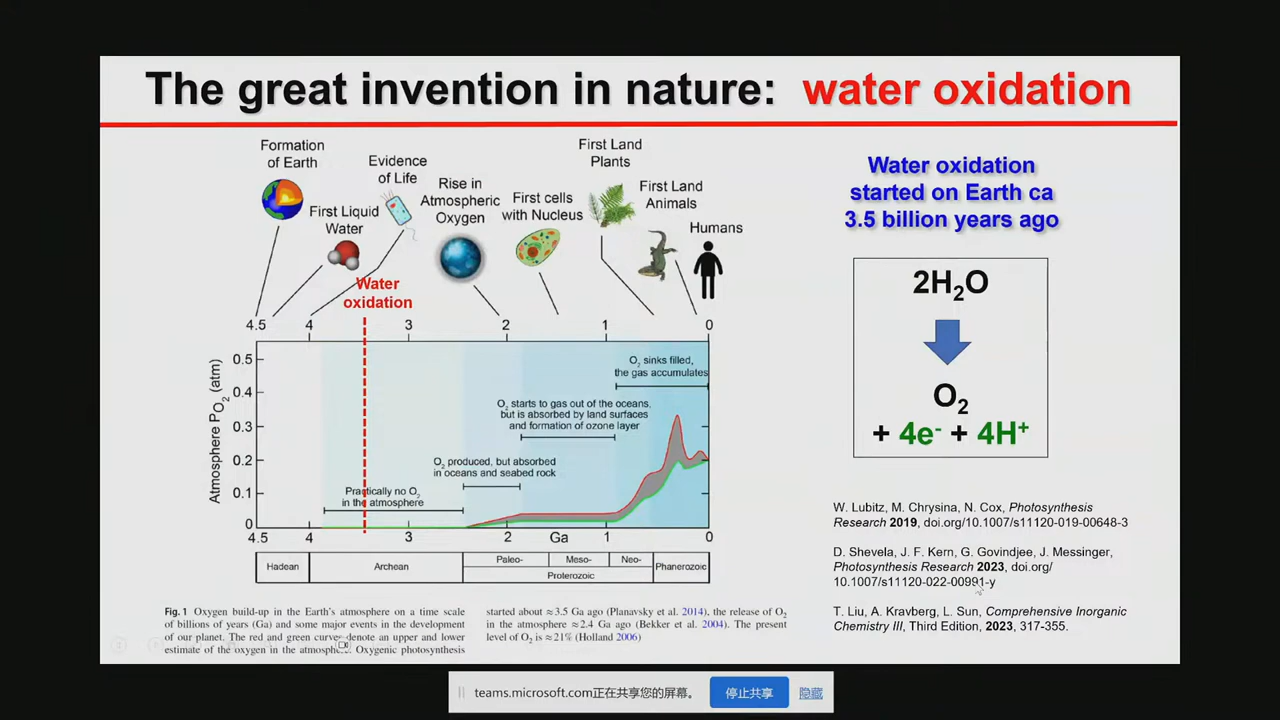 The great invention in nature: water oxidation
Formation
of Earth
First Liquid
Water
Evidence
of Life
Rise in
Atmospheric
Oxygen
First cells
with Nucleus
First Land
Plants
First Land
Animals
Humans
Water
oxidation
4.5 4 3 2 1 0
Atmosphere PO₂ (atm)
0.5
0.4
0.3
0.2
0.1
0
O₂ sinks filled,
the gas accumulates
O₂ starts to gas out of the oceans,
but is absorbed by land surfaces
and formation of ozone layer
O₂ produced, but absorbed
in oceans and seabed rock
Practically no O₂
in the atmosphere
4.5 4 3 2 Ga 1 0
Hadean Archean Paleo- Meso- Neo- Phanerozoic
Proterozoic
Fig. 1 Oxygen build-up in the Earth's atmosphere on a time scale
of billions of years (Ga) and some major events in the development
of our planet. The red and green curves denote an upper and lower
estimate of the oxygen in the atmosphere. Oxygenic photosynthesis
started about ≈3.5 Ga ago (Planavsky et al. 2014), the release of O₂
in the atmosphere ≈2.4 Ga ago (Bekker et al. 2004). The present
level of O₂ is ≈21% (Holland 2006)
Water oxidation
started on Earth ca
3.5 billion years ago
2H₂O
O₂
+ 4e⁻ + 4H⁺
W. Lubitz, M. Chrysina, N. Cox, Photosynthesis
Research 2019, doi.org/10.1007/s11120-019-00648-3
D. Shevela, J. F. Kern, G. Govindjee, J. Messinger,
Photosynthesis Research 2023, doi.org/
10.1007/s11120-022-00991-y
T. Liu, A. Kravberg, L. Sun, Comprehensive Inorganic
Chemistry III, Third Edition, 2023, 317-355.
teams.microsoft.com正在共享您的屏幕。 停止共享 隐藏